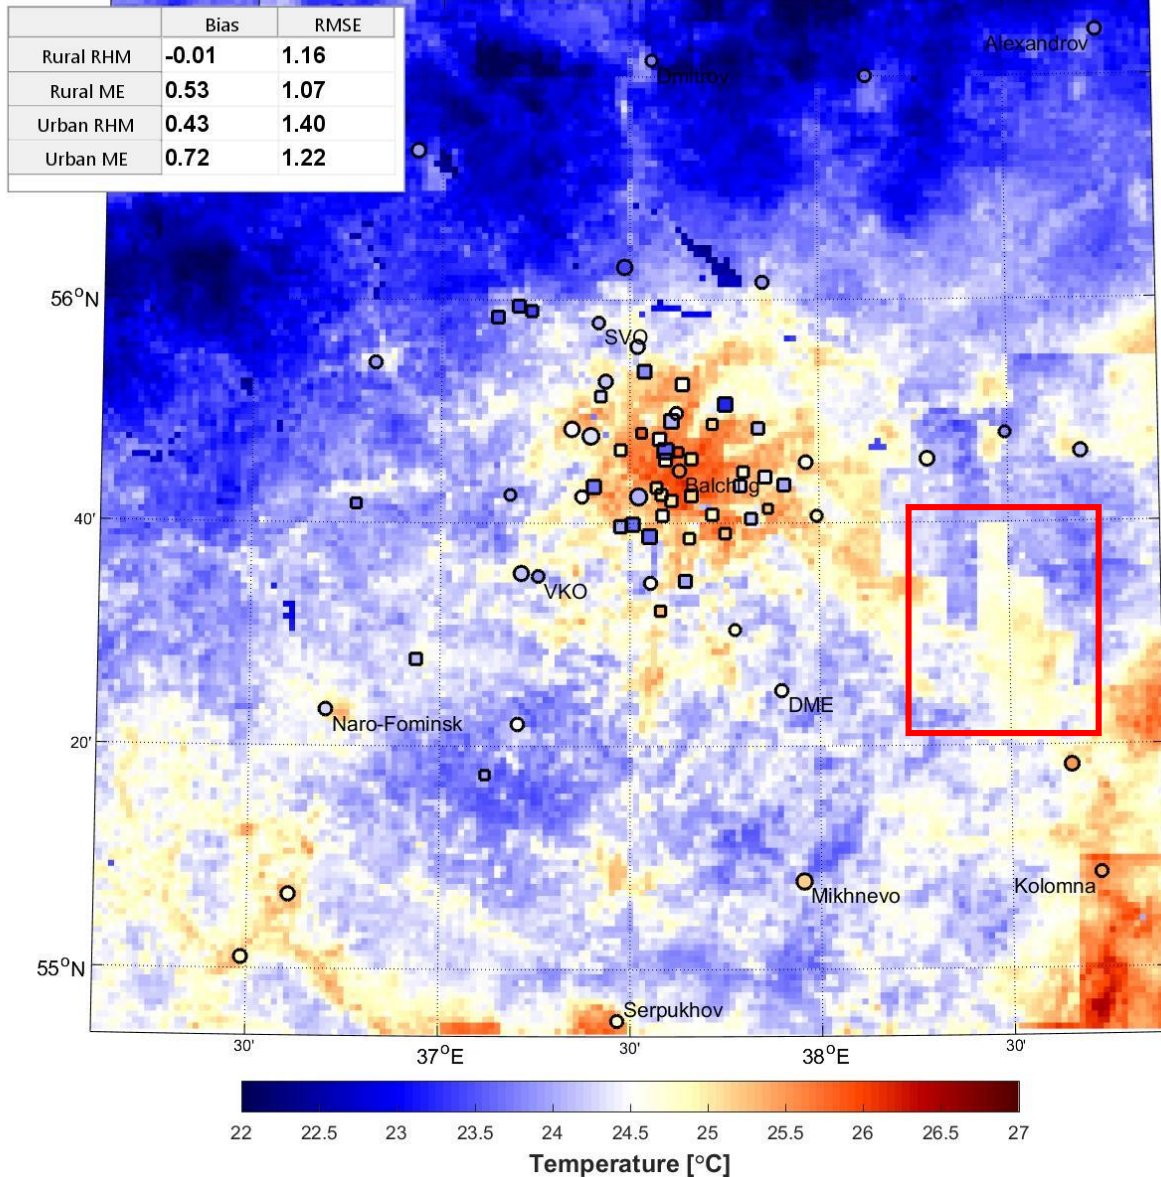 Bias RMSE
Rural RHM -0.01 1.16
Rural ME 0.53 1.07
Urban RHM 0.43 1.40
Urban ME 0.72 1.22
Alexandrov
Dmitrov
56°N
SVO
Balchug
40'
VKO
DME
Naro-Fominsk
20'
Kolomna
Mikhnevo
55°N
Serpukhov
30' 37°E 30' 38°E 30'
22 22.5 23 23.5 24 24.5 25 25.5 26 26.5 27
Temperature [°C]